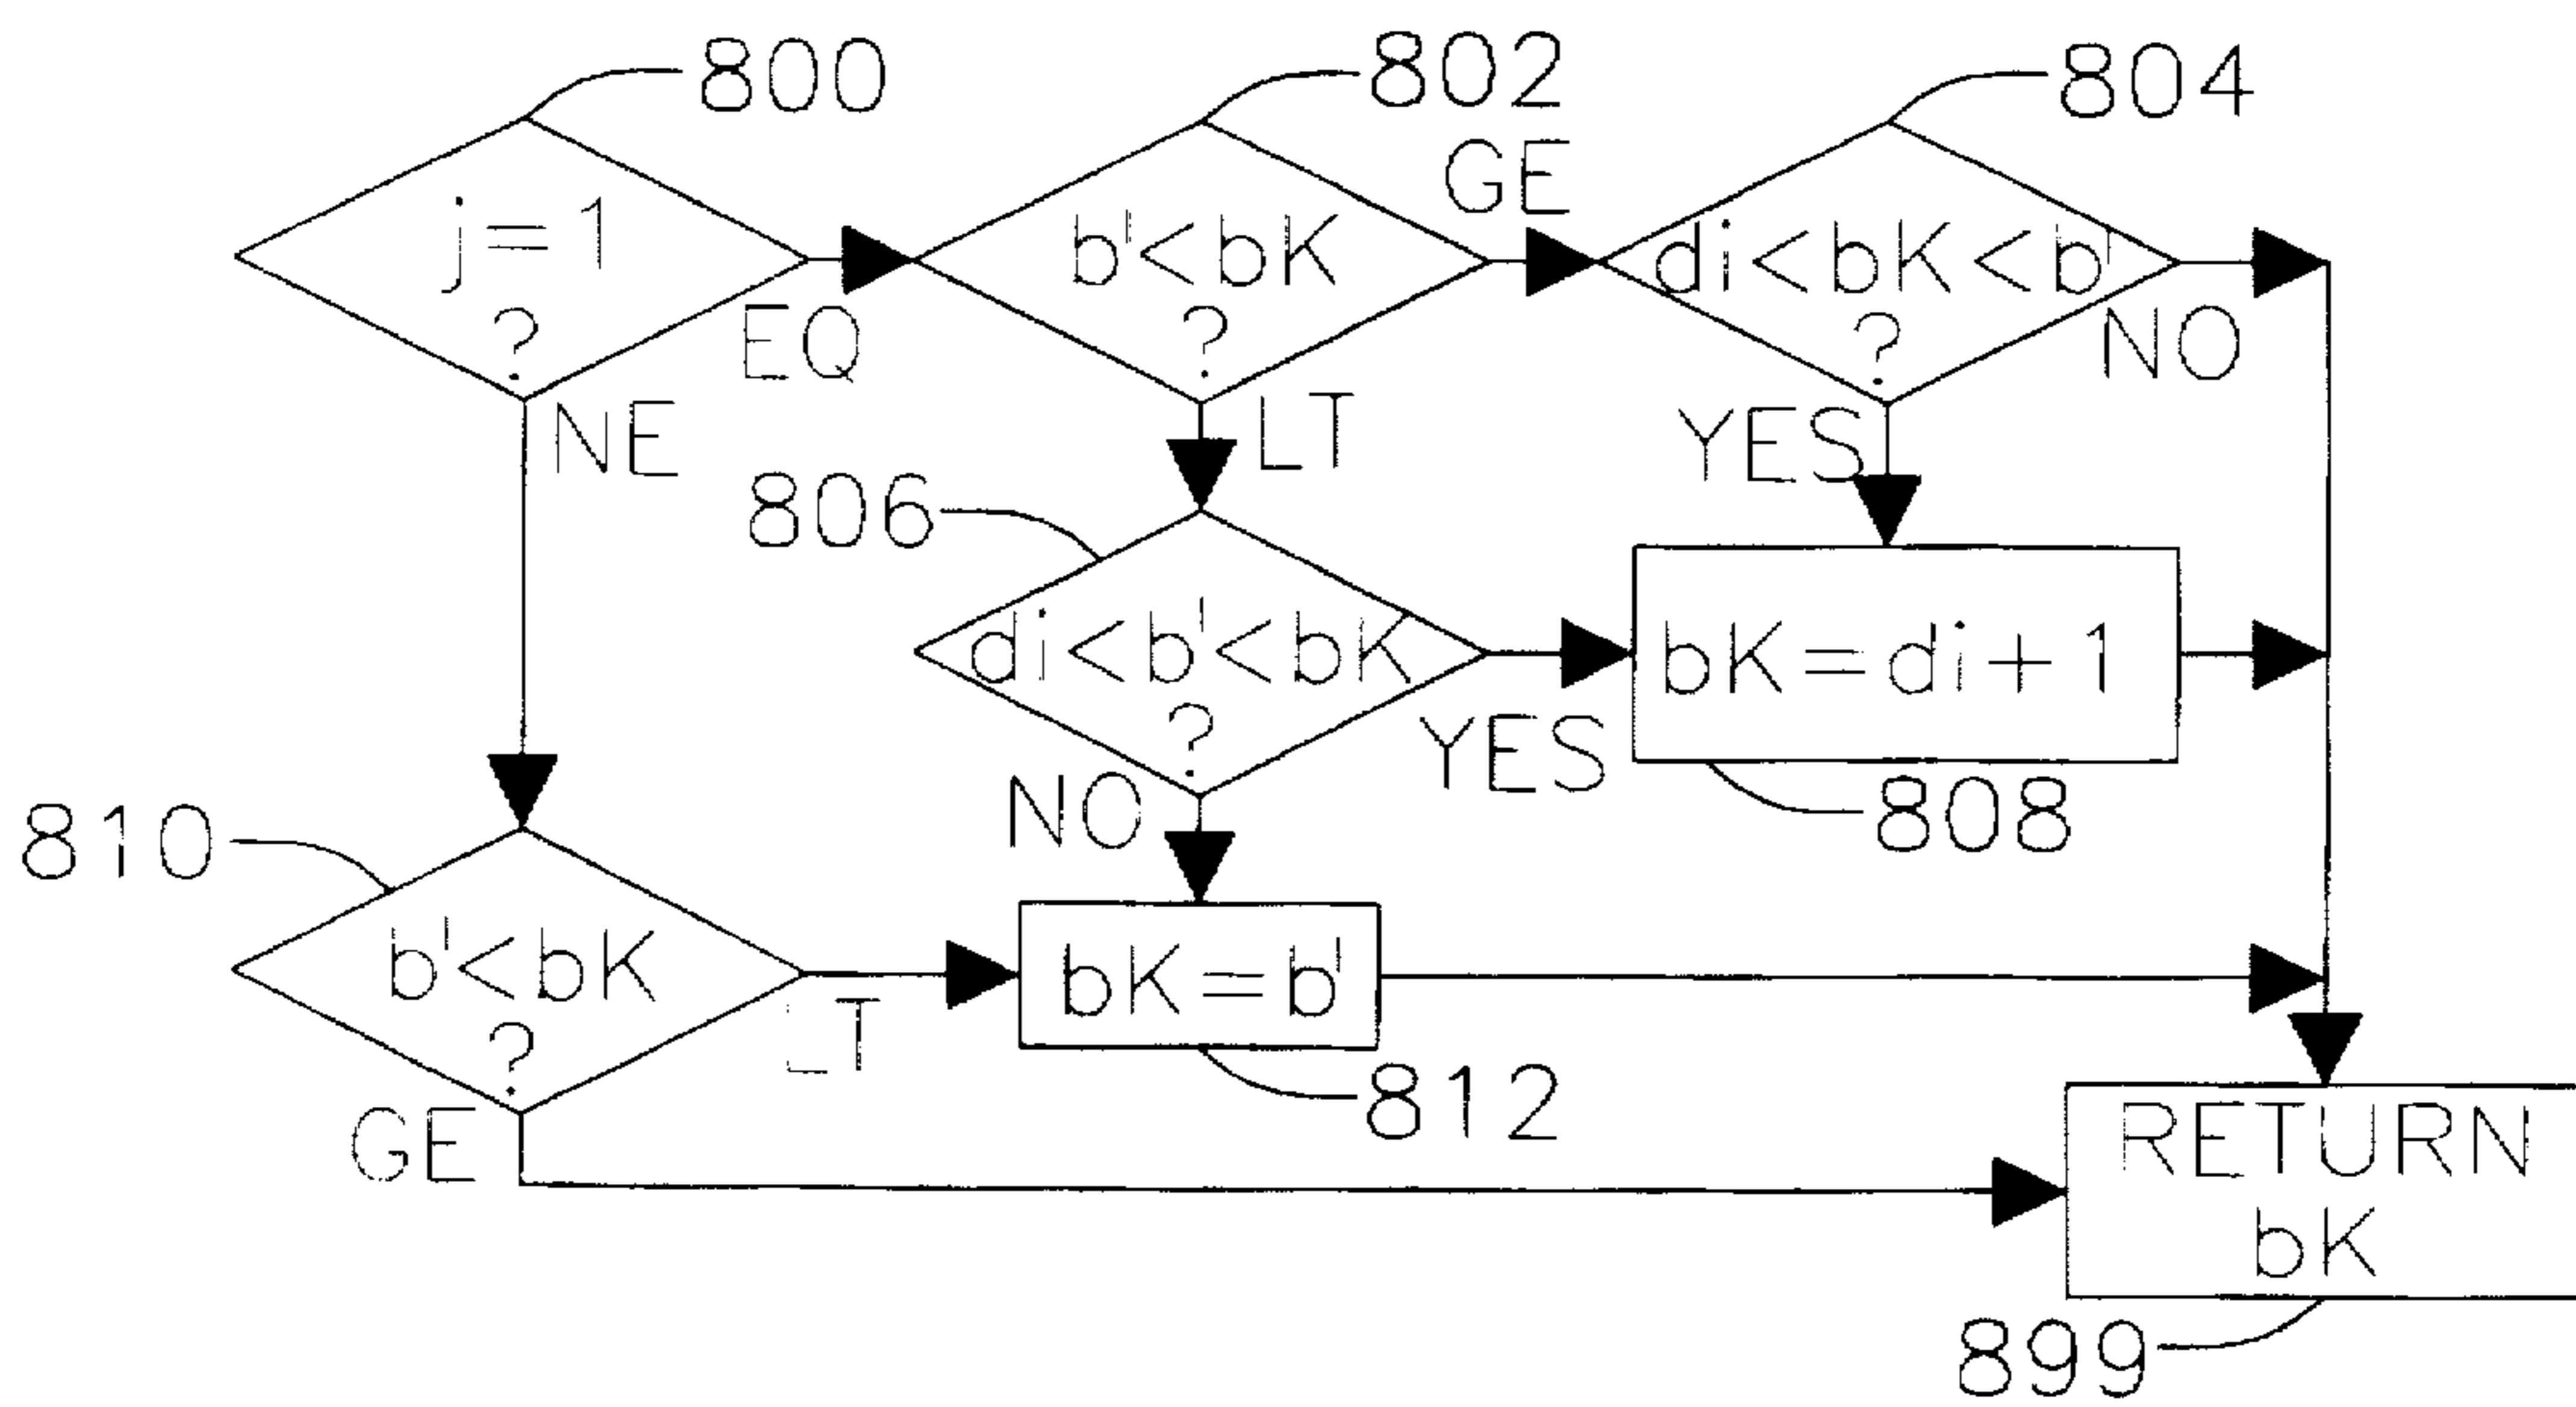 800
802
804
j=1
?
EQ
NE
b'<bK
?
GE
LT
di<bK<b'
?
NO
YES
806
di<b'<bK
?
YES
NO
bK=di+1
808
810
b'<bK
?
LT
GE
bK=b'
812
RETURN
bK
899